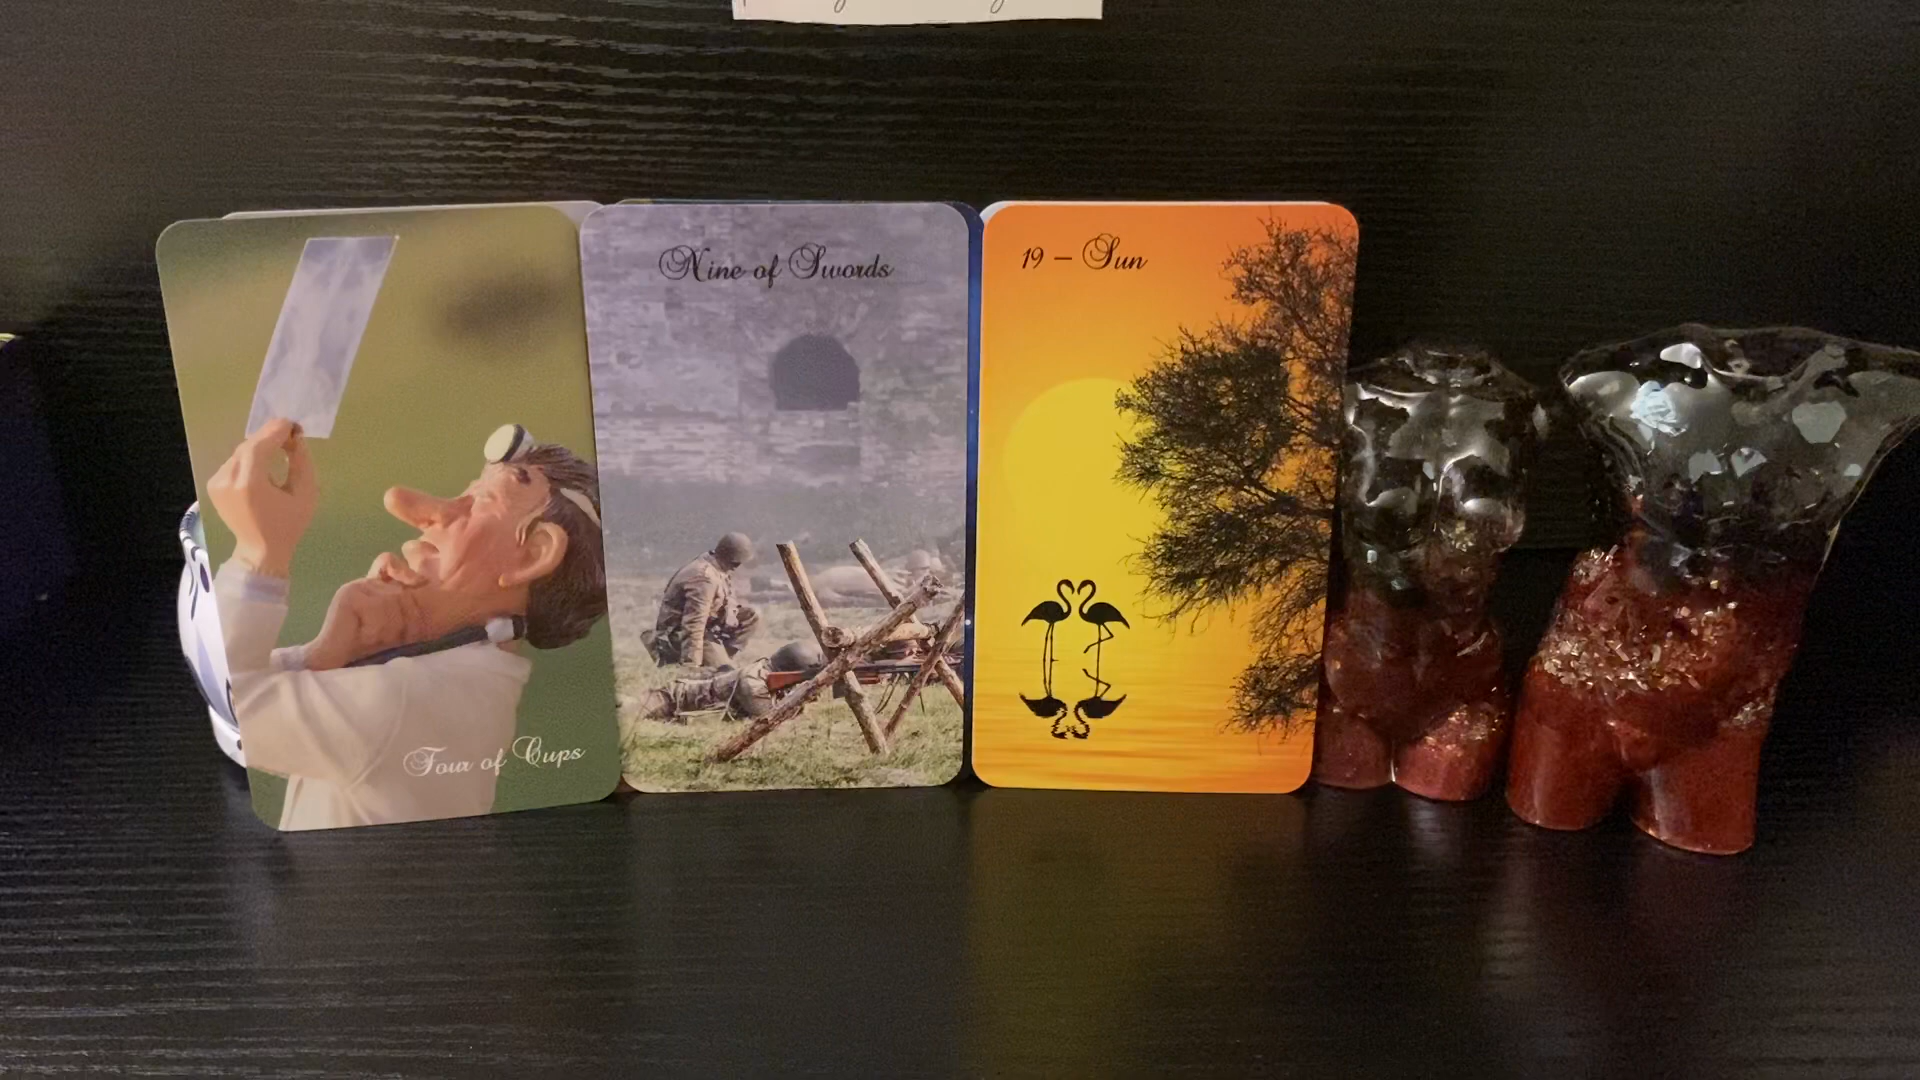 Nine of Swords
19 – Sun
Four of Cups